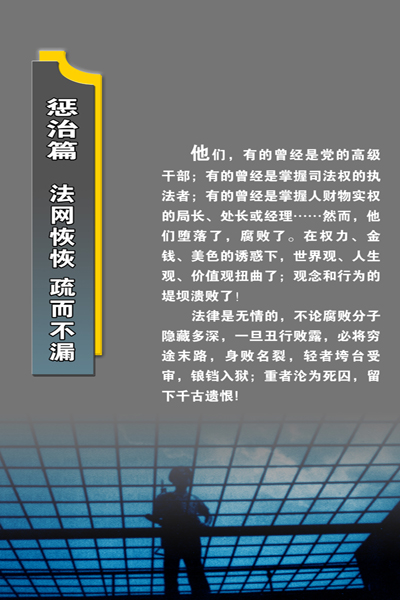 惩治篇 法网恢恢 疏而不漏
他们，有的曾经是党的高级
干部；有的曾经是掌握司法权的执
法者；有的曾经是掌握人财物实权
的局长、处长或经理……然而，他
们堕落了，腐败了。在权力、金
钱、美色的诱惑下，世界观、人生
观、价值观扭曲了；观念和行为的
堤坝溃败了！
法律是无情的，不论腐败分子
隐藏多深，一旦丑行败露，必将穷
途末路，身败名裂，轻者垮台受
审，锒铛入狱；重者沦为死囚，留
下千古遗恨！